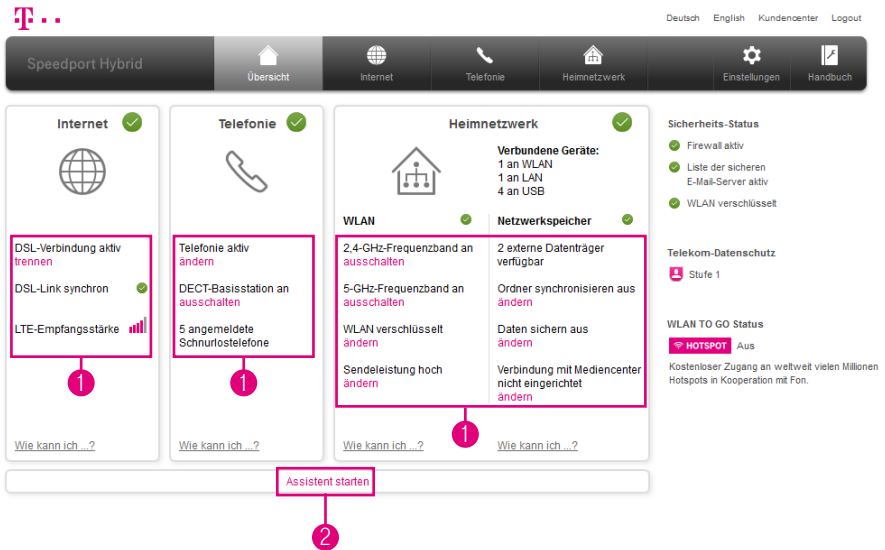 T · ·
Deutsch English Kundencenter Logout
Speedport Hybrid
Übersicht
Internet
Telefonie
Heimnetzwerk
Einstellungen
Handbuch
Internet
DSL-Verbindung aktiv
trennen
DSL-Link synchron
LTE-Empfangsstärke
1
Wie kann ich ...?
Telefonie
Telefonie aktiv
ändern
DECT-Basisstation an
ausschalten
5 angemeldete
Schnurlostelefone
1
Wie kann ich ...?
Heimnetzwerk
Verbundene Geräte:
1 an WLAN
1 an LAN
4 an USB
WLAN
2,4-GHz-Frequenzband an
ausschalten
5-GHz-Frequenzband an
ausschalten
WLAN verschlüsselt
ändern
Sendeleistung hoch
ändern
Wie kann ich ...?
Netzwerkspeicher
2 externe Datenträger
verfügbar
Ordner synchronisieren aus
ändern
Daten sichern aus
ändern
Verbindung mit Mediencenter
nicht eingerichtet
ändern
1
Wie kann ich ...?
Sicherheits-Status
Firewall aktiv
Liste der sicheren
E-Mail-Server aktiv
WLAN verschlüsselt
Telekom-Datenschutz
Stufe 1
WLAN TO GO Status
HOTSPOT Aus
Kostenloser Zugang an weltweit vielen Millionen
Hotspots in Kooperation mit Fon.
Assistent starten
2